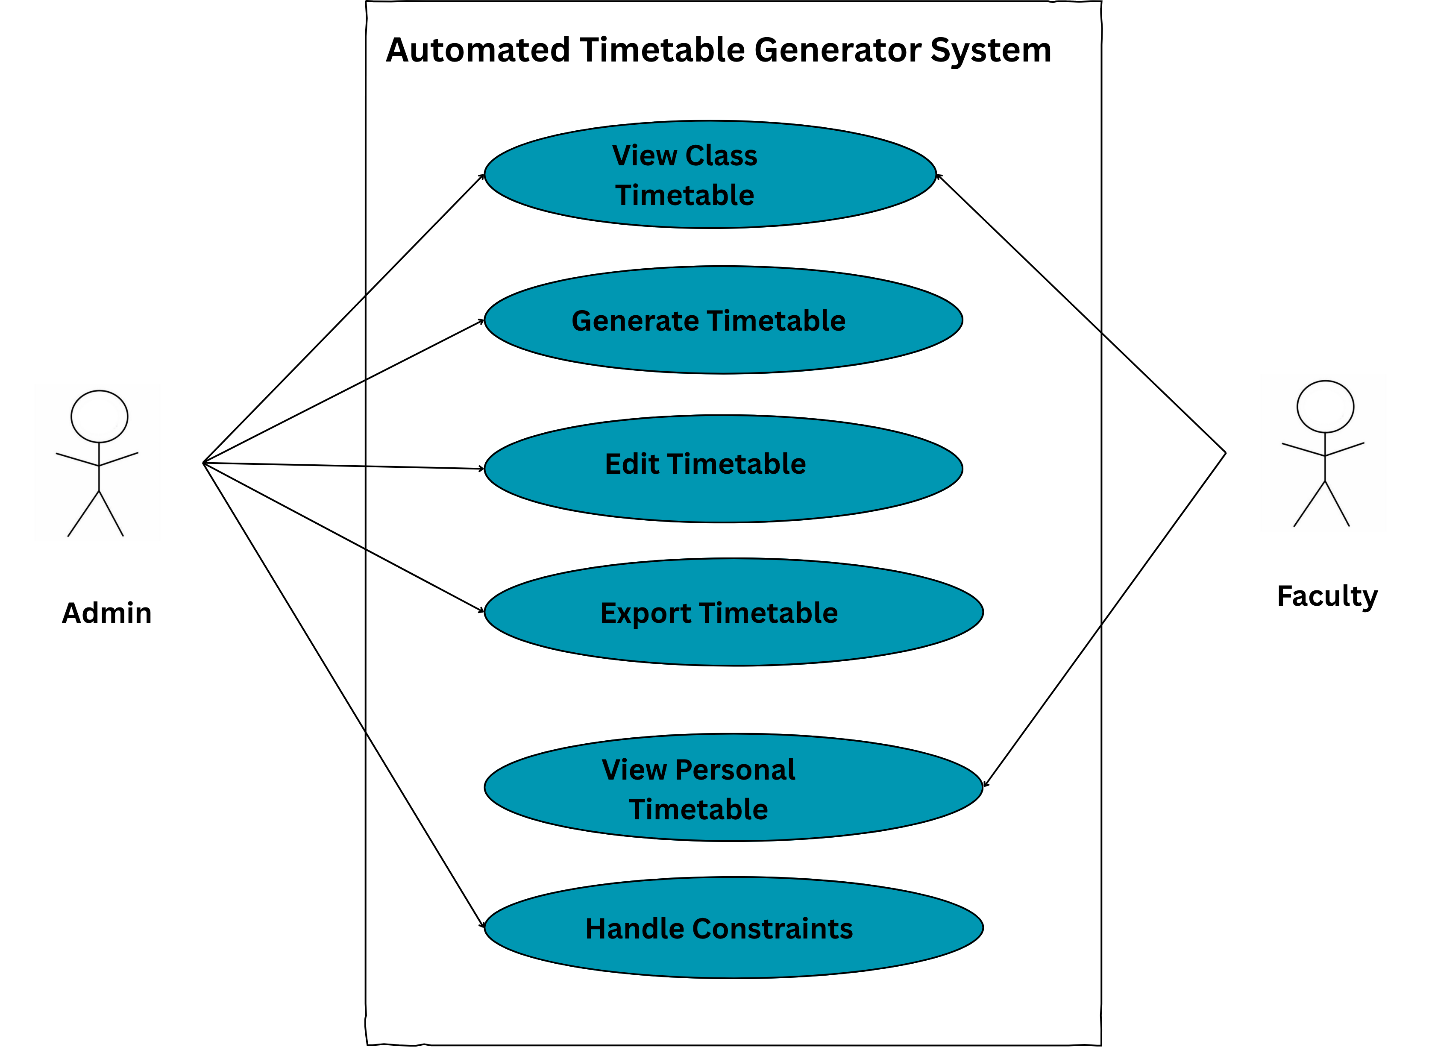 Automated Timetable Generator System
View Class
Timetable
Generate Timetable
Edit Timetable
Export Timetable
Admin
Faculty
View Personal
Timetable
Handle Constraints